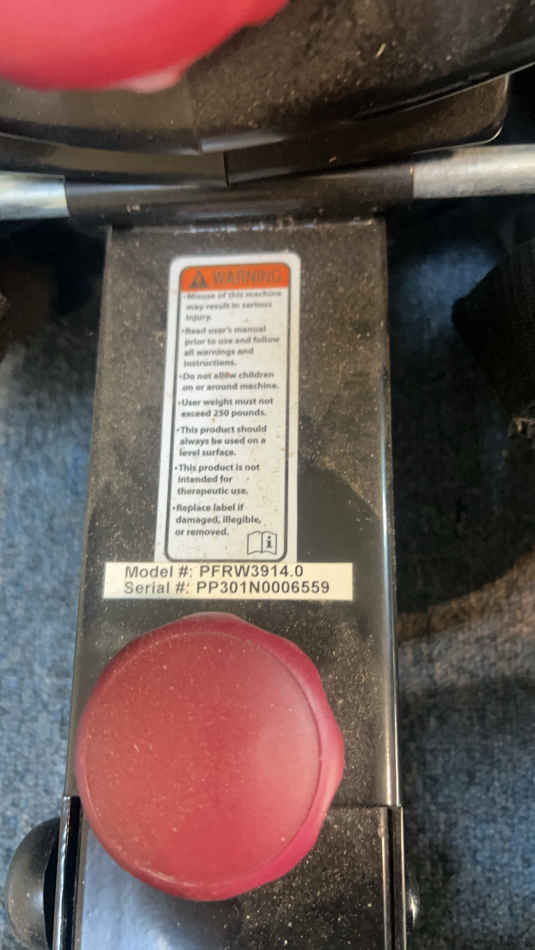 WARNING
•Misuse of this machine
may result in serious
injury.
•Read user's manual
prior to use and follow
all warnings and
instructions.
•Do not allow children
on or around machine.
•User weight must not
exceed 250 pounds.
•This product should
always be used on a
level surface.
•This product is not
intended for
therapeutic use.
•Replace label if
damaged, illegible,
or removed.
Model #: PFRW3914.0
Serial #: PP301N0006559